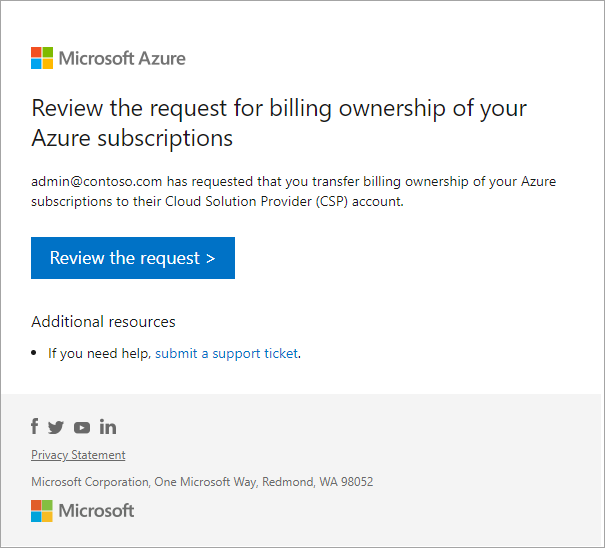 Microsoft Azure
Review the request for billing ownership of your
Azure subscriptions
admin@contoso.com has requested that you transfer billing ownership of your Azure
subscriptions to their Cloud Solution Provider (CSP) account.
Review the request >
Additional resources
• If you need help, submit a support ticket.
Privacy Statement
Microsoft Corporation, One Microsoft Way, Redmond, WA 98052
Microsoft